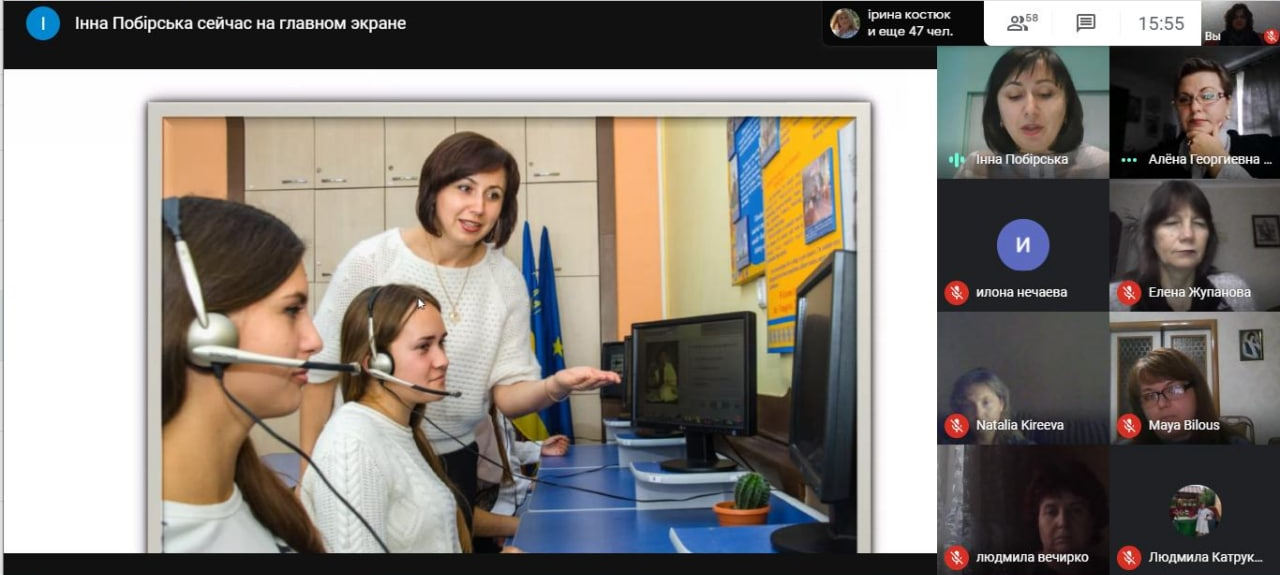 І
Інна Побірська сейчас на главном экране
ірина костюк
и еще 47 чел.
58
15:55
Вы
Інна Побірська
Алёна Георгиевна ...
И
илона нечаева
Елена Жупанова
Natalia Kireeva
Maya Bilous
людмила вечирко
Людмила Катрук...